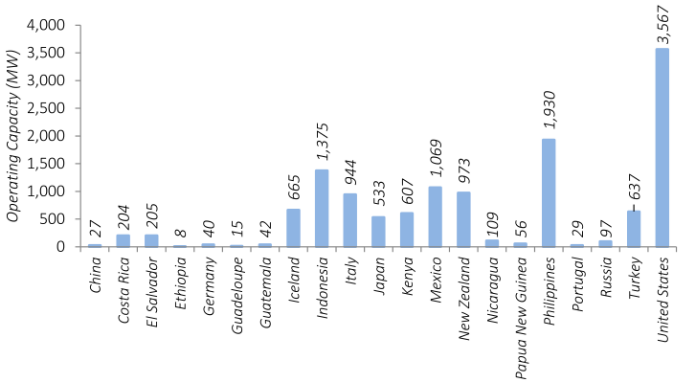 Operating Capacity (MW)
4,000
3,500
3,000
2,500
2,000
1,500
1,000
500
0
27
204
205
8
40
15
42
665
1,375
944
533
607
1,069
973
109
56
1,930
29
97
637
3,567
China
Costa Rica
El Salvador
Ethiopia
Germany
Guadeloupe
Guatemala
Iceland
Indonesia
Italy
Japan
Kenya
Mexico
New Zealand
Nicaragua
Papua New Guinea
Philippines
Portugal
Russia
Turkey
United States